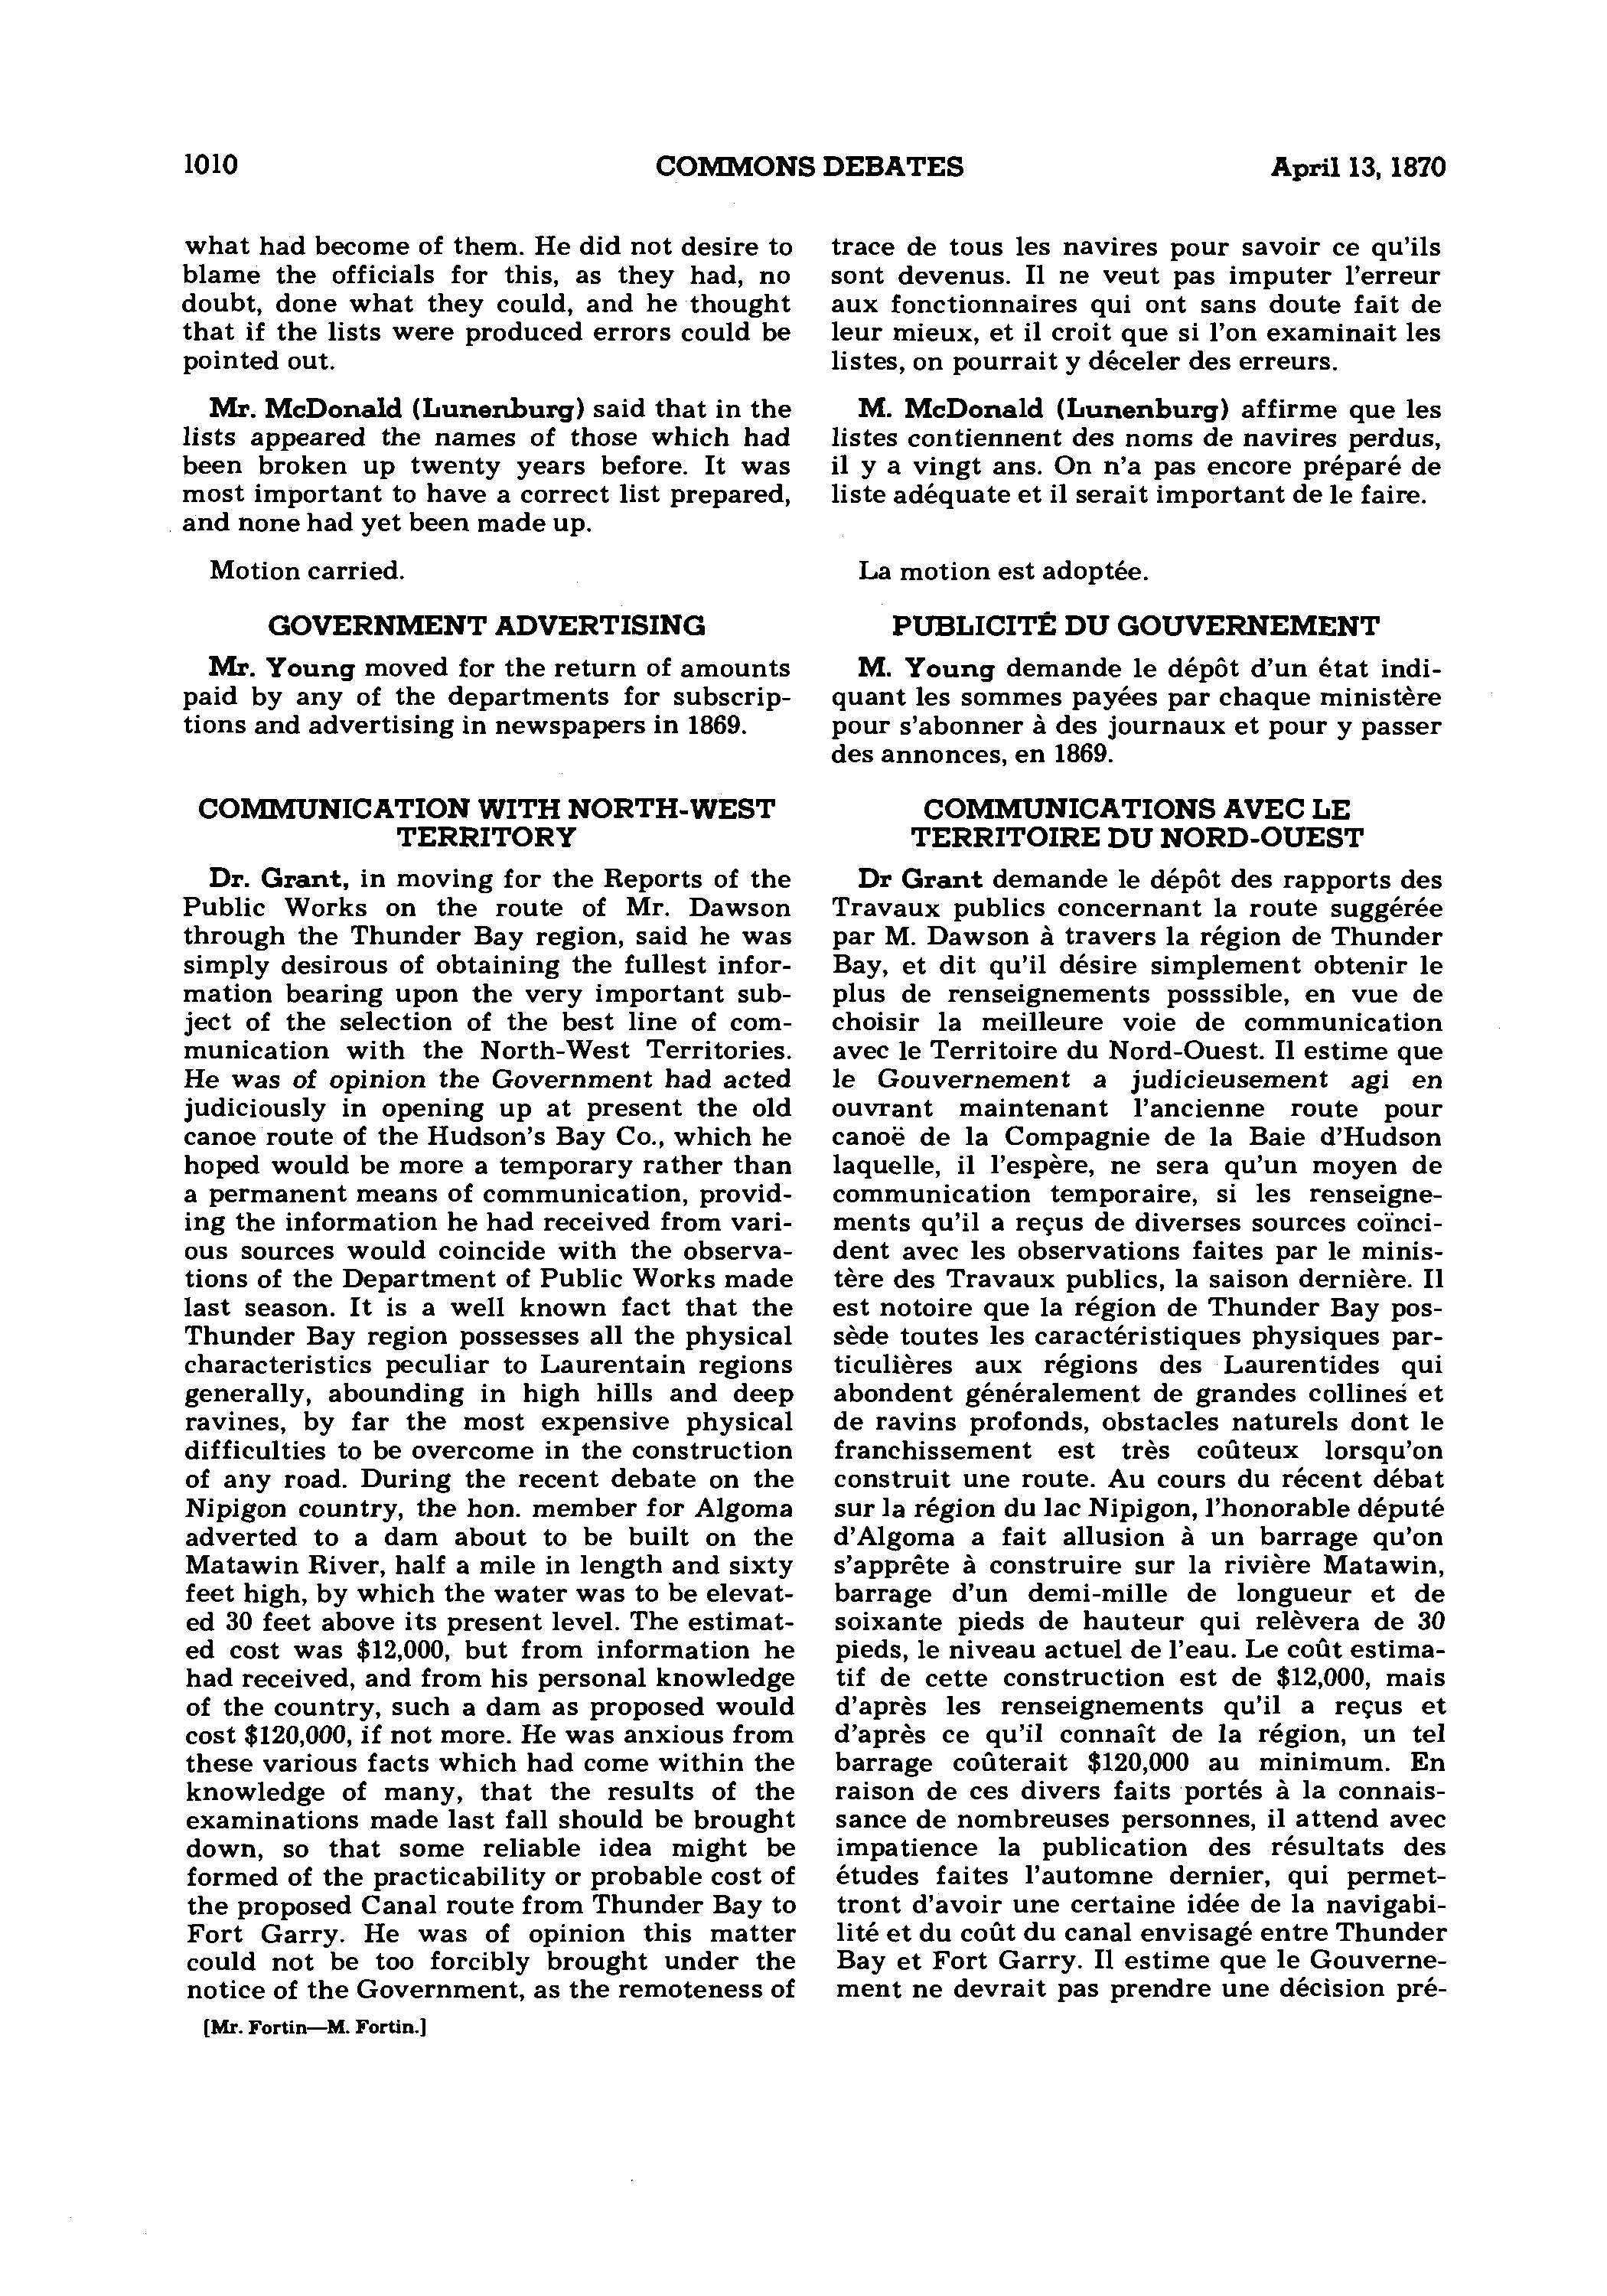 1010
COMMONS DEBATES
April 13, 1870
what had become of them. He did not desire to
blame the officials for this, as they had, no
doubt, done what they could, and he thought
that if the lists were produced errors could be
pointed out.
Mr. McDonald (Lunenburg) said that in the
lists appeared the names of those which had
been broken up twenty years before. It was
most important to have a correct list prepared,
and none had yet been made up.
Motion carried.
GOVERNMENT ADVERTISING
Mr. Young moved for the return of amounts
paid by any of the departments for subscrip-
tions and advertising in newspapers in 1869.
COMMUNICATION WITH NORTH-WEST
TERRITORY
Dr. Grant, in moving for the Reports of the
Public Works on the route of Mr. Dawson
through the Thunder Bay region, said he was
simply desirous of obtaining the fullest infor-
mation bearing upon the very important sub-
ject of the selection of the best line of com-
munication with the North-West Territories.
He was of opinion the Government had acted
judiciously in opening up at present the old
canoe route of the Hudson's Bay Co., which he
hoped would be more a temporary rather than
a permanent means of communication, provid-
ing the information he had received from vari-
ous sources would coincide with the observa-
tions of the Department of Public Works made
last season. It is a well known fact that the
Thunder Bay region possesses all the physical
characteristics peculiar to Laurentain regions
generally, abounding in high hills and deep
ravines, by far the most expensive physical
difficulties to be overcome in the construction
of any road. During the recent debate on the
Nipigon country, the hon. member for Algoma
adverted to a dam about to be built on the
Matawin River, half a mile in length and sixty
feet high, by which the water was to be elevat-
ed 30 feet above its present level. The estimat-
ed cost was $12,000, but from information he
had received, and from his personal knowledge
of the country, such a dam as proposed would
cost $120,000, if not more. He was anxious from
these various facts which had come within the
knowledge of many, that the results of the
examinations made last fall should be brought
down, so that some reliable idea might be
formed of the practicability or probable cost of
the proposed Canal route from Thunder Bay to
Fort Garry. He was of opinion this matter
could not be too forcibly brought under the
notice of the Government, as the remoteness of
[Mr. Fortin—M. Fortin.]
trace de tous les navires pour savoir ce qu'ils
sont devenus. Il ne veut pas imputer l'erreur
aux fonctionnaires qui ont sans doute fait de
leur mieux, et il croit que si l'on examinait les
listes, on pourrait y déceler des erreurs.
M. McDonald (Lunenburg) affirme que les
listes contiennent des noms de navires perdus,
il y a vingt ans. On n'a pas encore préparé de
liste adéquate et il serait important de le faire.
La motion est adoptée.
PUBLICITÉ DU GOUVERNEMENT
M. Young demande le dépôt d'un état indi-
quant les sommes payées par chaque ministère
pour s'abonner à des journaux et pour y passer
des annonces, en 1869.
COMMUNICATIONS AVEC LE
TERRITOIRE DU NORD-OUEST
Dr Grant demande le dépôt des rapports des
Travaux publics concernant la route suggérée
par M. Dawson à travers la région de Thunder
Bay, et dit qu'il désire simplement obtenir le
plus de renseignements posssible, en vue de
choisir la meilleure voie de communication
avec le Territoire du Nord-Ouest. Il estime que
le Gouvernement a judicieusement agi en
ouvrant maintenant l'ancienne route pour
canoë de la Compagnie de la Baie d'Hudson
laquelle, il l'espère, ne sera qu'un moyen de
communication temporaire, si les renseigne-
ments qu'il a reçus de diverses sources coïnci-
dent avec les observations faites par le minis-
tère des Travaux publics, la saison dernière. Il
est notoire que la région de Thunder Bay pos-
sède toutes les caractéristiques physiques par-
ticulières aux régions des Laurentides qui
abondent généralement de grandes collines et
de ravins profonds, obstacles naturels dont le
franchissement est très coûteux lorsqu'on
construit une route. Au cours du récent débat
sur la région du lac Nipigon, l'honorable député
d'Algoma a fait allusion à un barrage qu'on
s'apprête à construire sur la rivière Matawin,
barrage d'un demi-mille de longueur et de
soixante pieds de hauteur qui relèvera de 30
pieds, le niveau actuel de l'eau. Le coût estima-
tif de cette construction est de $12,000, mais
d'après les renseignements qu'il a reçus et
d'après ce qu'il connaît de la région, un tel
barrage coûterait $120,000 au minimum. En
raison de ces divers faits portés à la connais-
sance de nombreuses personnes, il attend avec
impatience la publication des résultats des
études faites l'automne dernier, qui permet-
tront d'avoir une certaine idée de la navigabi-
lité et du coût du canal envisagé entre Thunder
Bay et Fort Garry. Il estime que le Gouverne-
ment ne devrait pas prendre une décision pré-